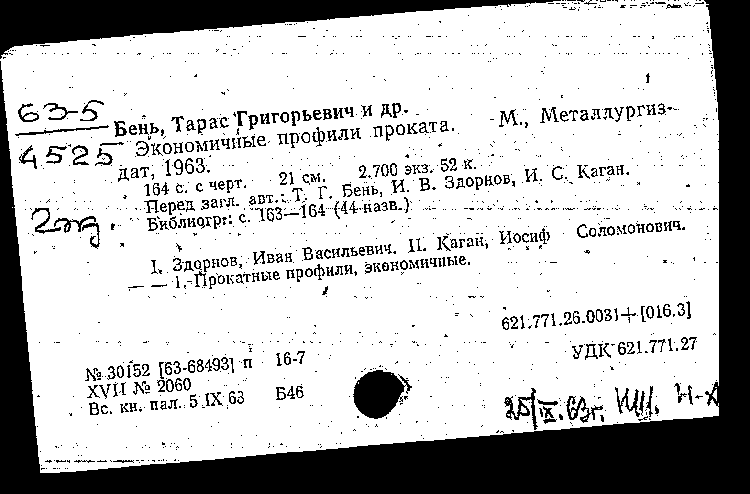 63-5
4525
2 экз.
Бень, Тарас Григорьевич и др.
Экономичные профили проката. М., Металлургиз-
дат, 1963.
164 с. с черт. 21 см. 2.700 экз. 52 к.
Перед загл. авт.: Т. Г. Бень, И. В. Здорнов, И. С. Каган.
Библиогр.: с. 163—164 (44 назв.)
I. Здорнов, Иван Васильевич. II. Каган, Иосиф Соломонович.
— — 1. Прокатные профили, экономичные.
621.771.26.0031+[016.3]
УДК 621.771.27
№ 30152 [63-68493] п 16-7
XVII № 2060
Вс. кн. пал. 5 IX 63 Б46
25/IX.63г.